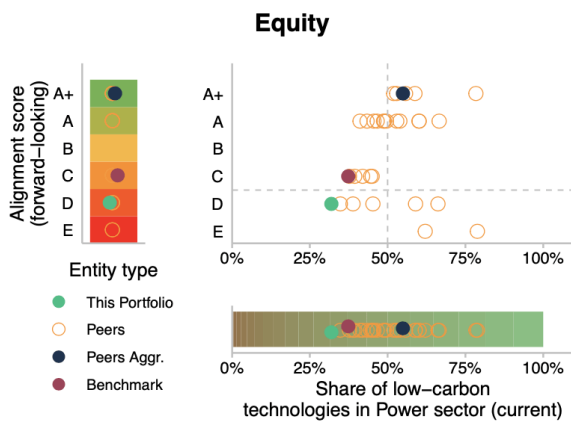 Equity
Alignment score
(forward−looking)
A+
A
B
C
D
E
A+
A
B
C
D
E
0%
25%
50%
75%
100%
Entity type
This Portfolio
Peers
Peers Aggr.
Benchmark
0%
25%
50%
75%
100%
Share of low−carbon
technologies in Power sector (current)